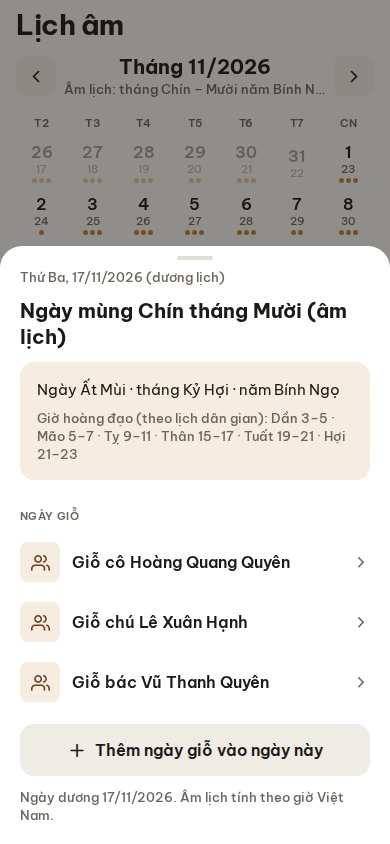 Lịch âm
Tháng 11/2026
Âm lịch: tháng Chín – Mười năm Bính N...
T2 T3 T4 T5 T6 T7 CN
26 27 28 29 30 31 1
17 18 19 20 21 22 23
2 3 4 5 6 7 8
24 25 26 27 28 29 30
Thứ Ba, 17/11/2026 (dương lịch)
Ngày mùng Chín tháng Mười (âm
lịch)
Ngày Ất Mùi · tháng Kỷ Hợi · năm Bính Ngọ
Giờ hoàng đạo (theo lịch dân gian): Dần 3–5 ·
Mão 5–7 · Tỵ 9–11 · Thân 15–17 · Tuất 19–21 · Hợi
21–23
NGÀY GIỖ
Giỗ cô Hoàng Quang Quyên
Giỗ chú Lê Xuân Hạnh
Giỗ bác Vũ Thanh Quyên
Thêm ngày giỗ vào ngày này
Ngày dương 17/11/2026. Âm lịch tính theo giờ Việt
Nam.